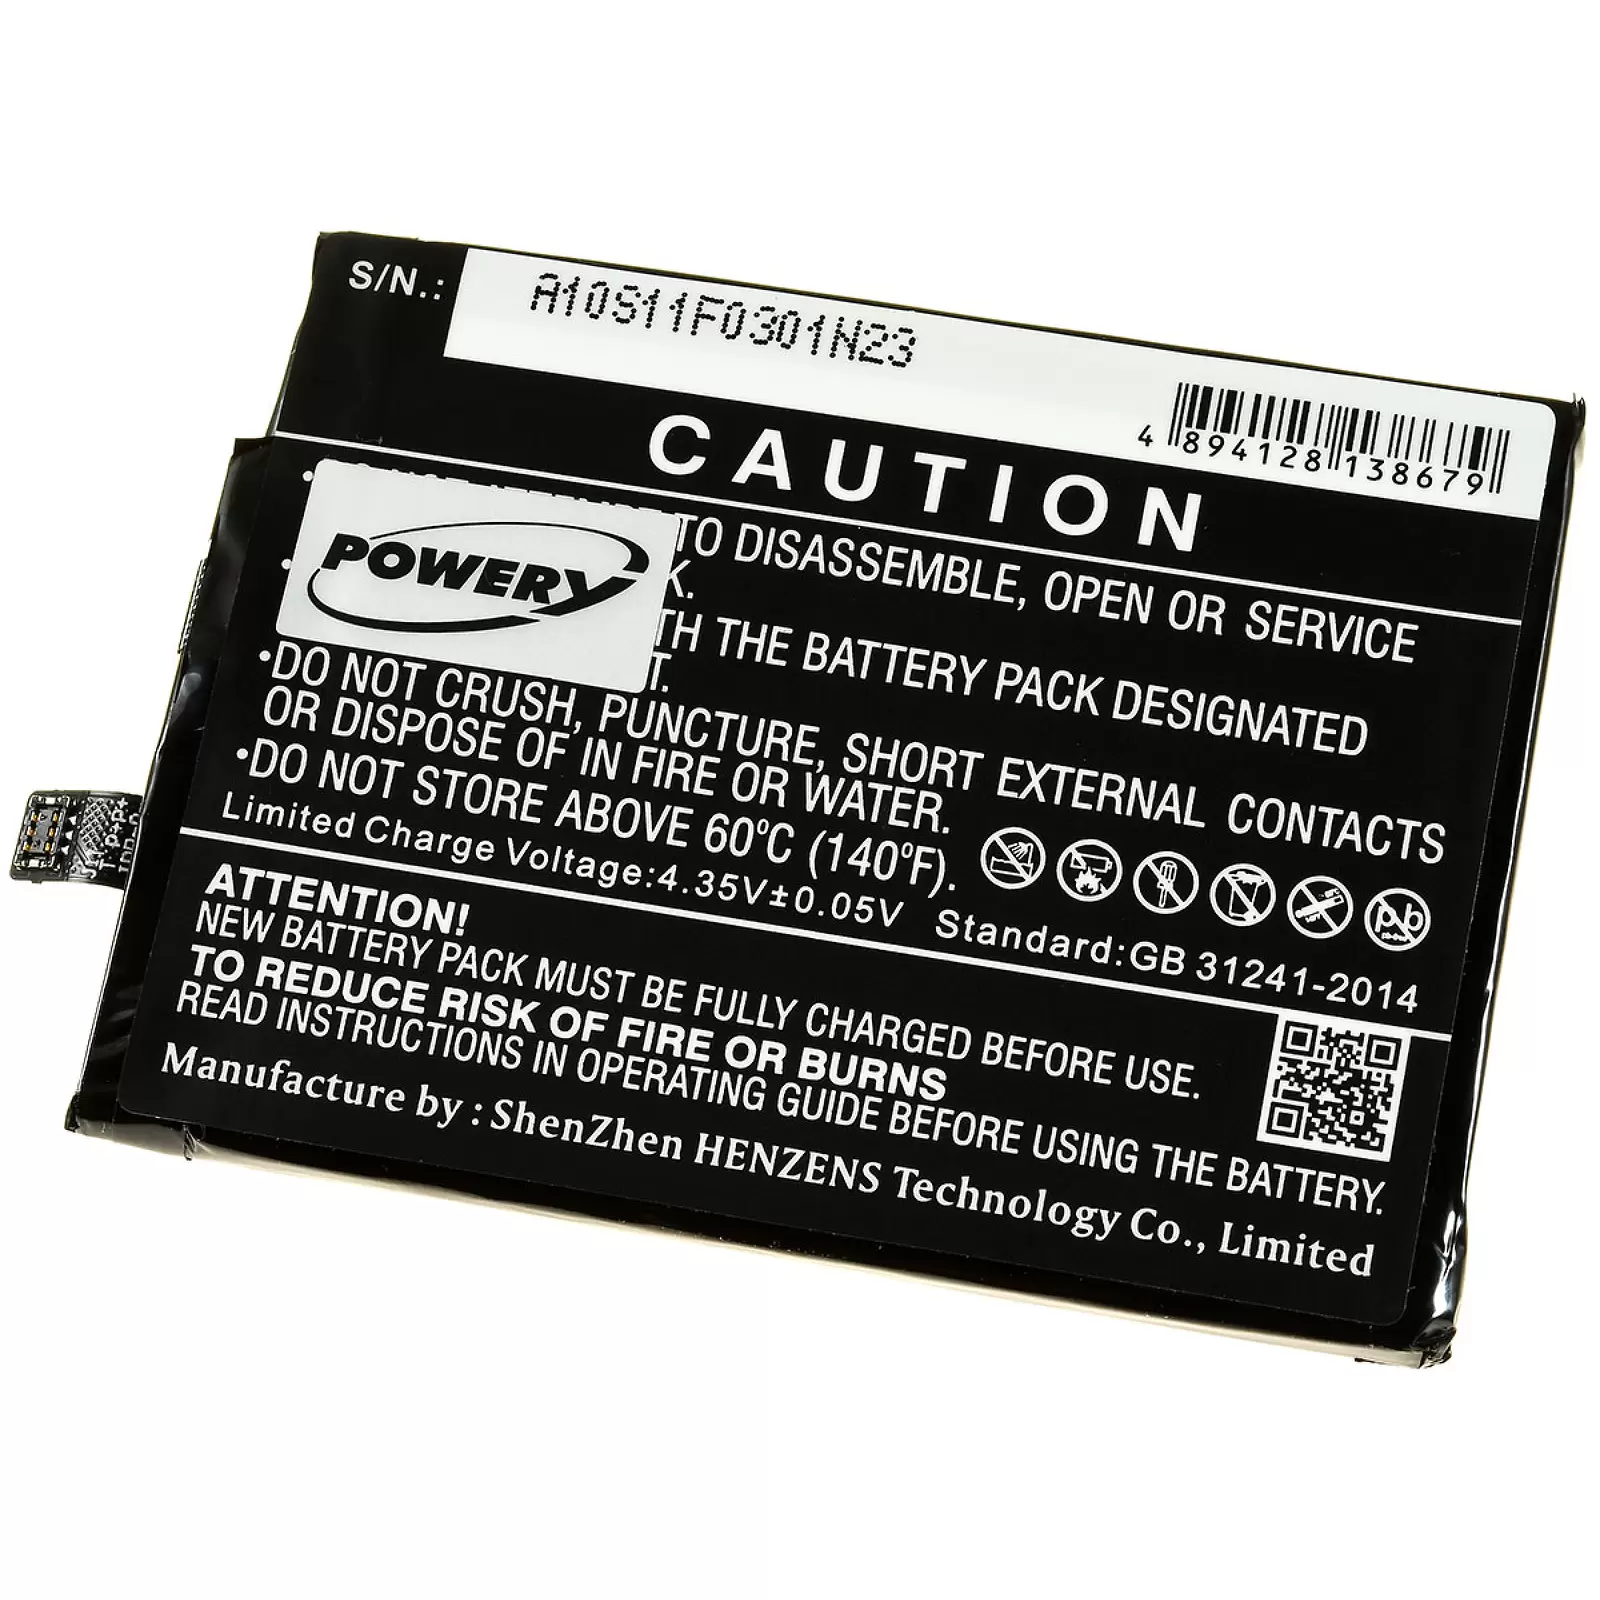 S/N.: A10S11F0301N23
4 894128 138679
CAUTION
TO DISASSEMBLE, OPEN OR SERVICE
POWERY
TH THE BATTERY PACK DESIGNATED
•DO NOT CRUSH, PUNCTURE, SHORT EXTERNAL CONTACTS
OR DISPOSE OF IN FIRE OR WATER.
•DO NOT STORE ABOVE 60°C (140°F).
Limited Charge Voltage:4.35V±0.05V Standard:GB 31241-2014
ATTENTION!
NEW BATTERY PACK MUST BE FULLY CHARGED BEFORE USE.
TO REDUCE RISK OF FIRE OR BURNS
READ INSTRUCTIONS IN OPERATING GUIDE BEFORE USING THE BATTERY.
Manufacture by : ShenZhen HENZENS Technology Co., Limited